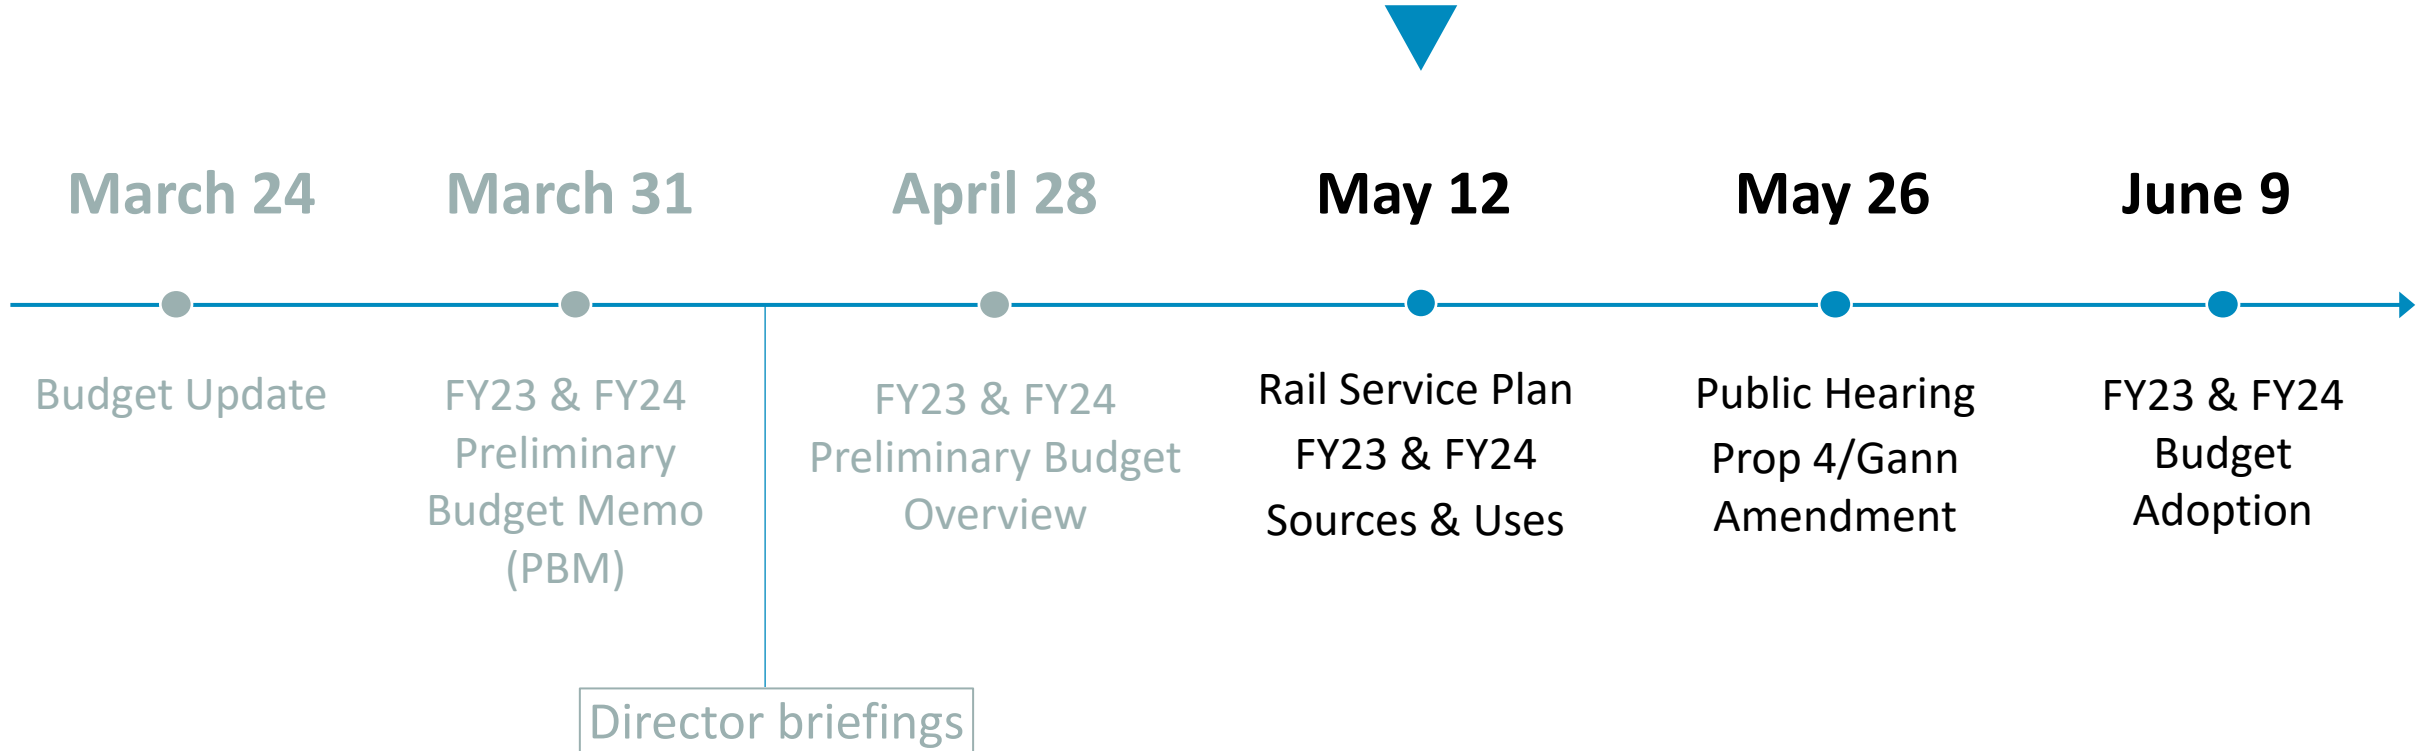 March 24
March 31
April 28
May 12
May 26
June 9
Budget Update
FY23 & FY24
Preliminary
Budget Memo
(PBM)
FY23 & FY24
Preliminary Budget
Overview
Rail Service Plan
FY23 & FY24
Sources & Uses
Public Hearing
Prop 4/Gann
Amendment
FY23 & FY24
Budget
Adoption
Director briefings